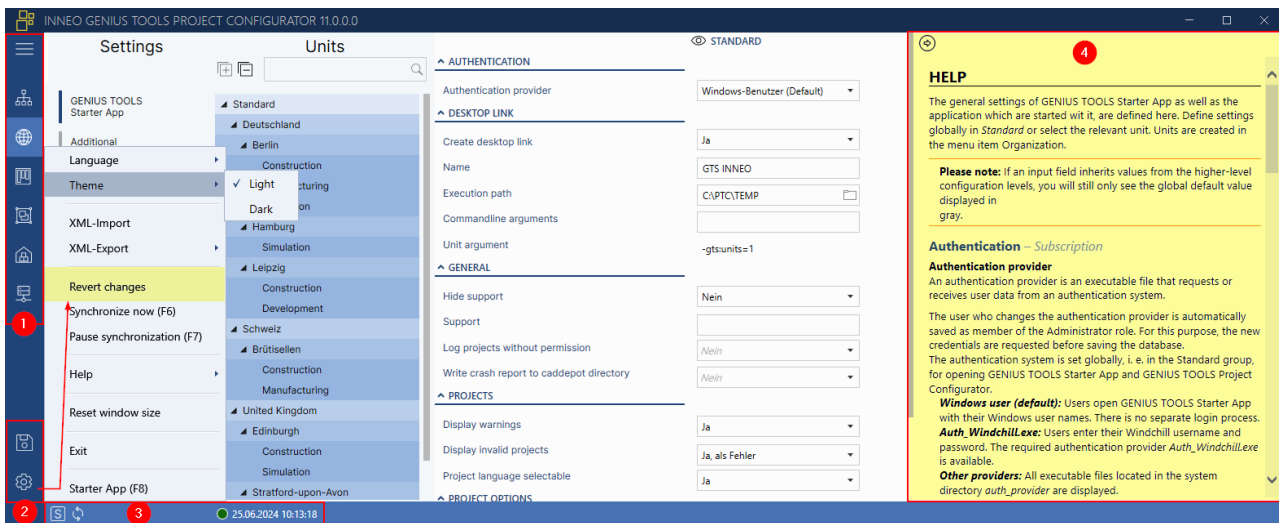 INNEO GENIUS TOOLS PROJECT CONFIGURATOR 11.0.0.0
Settings
GENIUS TOOLS
Starter App
Additional
Language
Theme
Light
Dark
XML-Import
XML-Export
Revert changes
Synchronize now (F6)
Pause synchronization (F7)
Help
Reset window size
Exit
Starter App (F8)
Units
Standard
Deutschland
Berlin
Construction
cturing
on
Hamburg
Simulation
Leipzig
Construction
Development
Schweiz
Brütisellen
Construction
Manufacturing
United Kingdom
Edinburgh
Construction
Simulation
Stratford-upon-Avon
STANDARD
AUTHENTICATION
Authentication provider Windows-Benutzer (Default)
DESKTOP LINK
Create desktop link Ja
Name GTS INNEO
Execution path C:\PTC\TEMP
Commandline arguments
Unit argument -gts:units=1
GENERAL
Hide support Nein
Support
Log projects without permission Nein
Write crash report to caddepot directory Nein
PROJECTS
Display warnings Ja
Display invalid projects Ja, als Fehler
Project language selectable Ja
PROJECT OPTIONS
HELP
The general settings of GENIUS TOOLS Starter App as well as the
application which are started wit it, are defined here. Define settings
globally in Standard or select the relevant unit. Units are created in
the menu item Organization.
Please note: If an input field inherits values from the higher-level
configuration levels, you will still only see the global default value
displayed in
gray.
Authentication – Subscription
Authentication provider
An authentication provider is an executable file that requests or
receives user data from an authentication system.
The user who changes the authentication provider is automatically
saved as member of the Administrator role. For this purpose, the new
credentials are requested before saving the database.
The authentication system is set globally, i. e. in the Standard group,
for opening GENIUS TOOLS Starter App and GENIUS TOOLS Project
Configurator.
Windows user (default): Users open GENIUS TOOLS Starter App
with their Windows user names. There is no separate login process.
Auth_Windchill.exe: Users enter their Windchill username and
password. The required authentication provider Auth_Windchill.exe
is available.
Other providers: All executable files located in the system
directory auth_provider are displayed.
1
2
3
4
S
25.06.2024 10:13:18